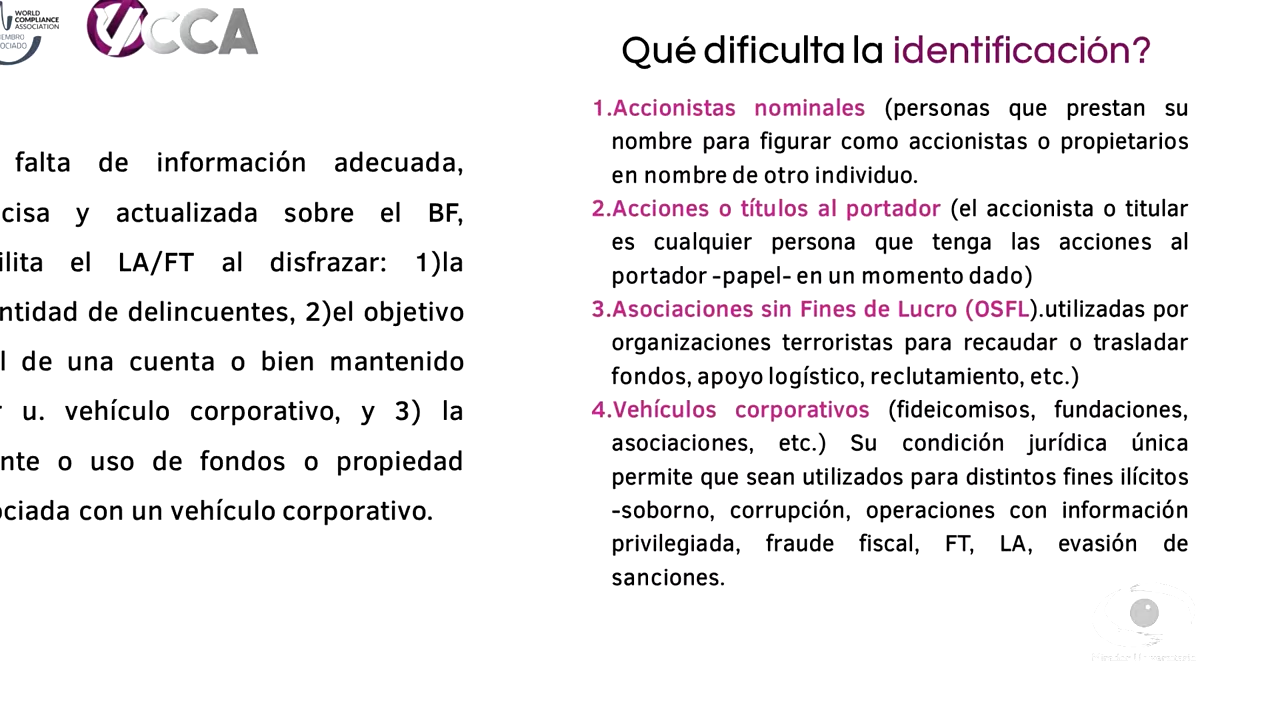 WORLD
COMPLIANCE
ASSOCIATION
CCA
falta de información adecuada,
cisa y actualizada sobre el BF,
ilita el LA/FT al disfrazar: 1)la
ntidad de delincuentes, 2)el objetivo
l de una cuenta o bien mantenido
r u. vehículo corporativo, y 3) la
nte o uso de fondos o propiedad
ociada con un vehículo corporativo.
Qué dificulta la identificación?
1.Accionistas nominales (personas que prestan su
nombre para figurar como accionistas o propietarios
en nombre de otro individuo.
2.Acciones o títulos al portador (el accionista o titular
es cualquier persona que tenga las acciones al
portador -papel- en un momento dado)
3.Asociaciones sin Fines de Lucro (OSFL).utilizadas por
organizaciones terroristas para recaudar o trasladar
fondos, apoyo logístico, reclutamiento, etc.)
4.Vehículos corporativos (fideicomisos, fundaciones,
asociaciones, etc.) Su condición jurídica única
permite que sean utilizados para distintos fines ilícitos
-soborno, corrupción, operaciones con información
privilegiada, fraude fiscal, FT, LA, evasión de
sanciones.